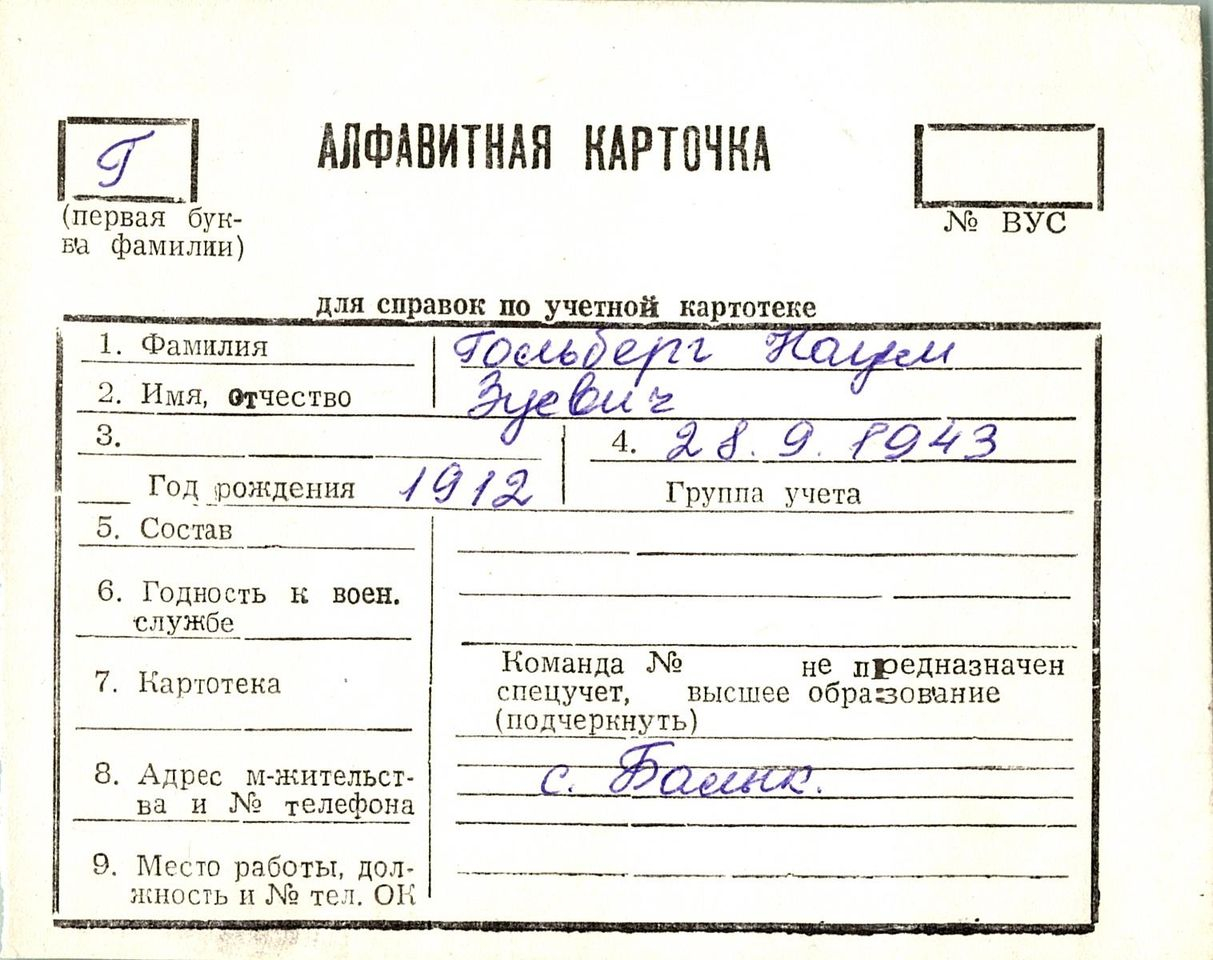 Г
АЛФАВИТНАЯ КАРТОЧКА
(первая бук-
ва фамилии)
№ ВУС
для справок по учетной картотеке
1. Фамилия Гольберг Наум
2. Имя, отчество Зусвич
3. 4. 28.9.1943
Год рождения 1912 Группа учета
5. Состав
6. Годность к воен.
службе
7. Картотека
Команда № не предназначен
спецучет, высшее образование
(подчеркнуть)
8. Адрес м-жительст-
ва и № телефона
с. Балык.
9. Место работы, дол-
жность и № тел. ОК